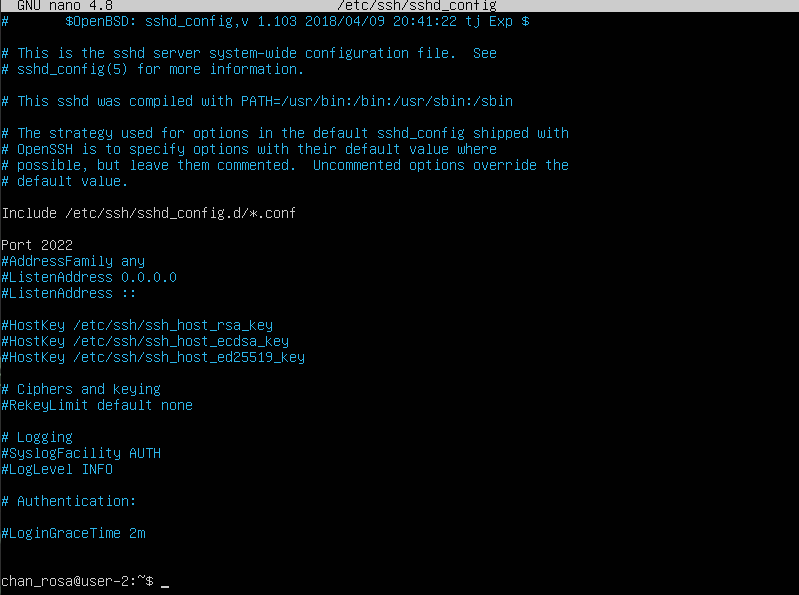 GNU nano 4.8 /etc/ssh/sshd_config
# $OpenBSD: sshd_config,v 1.103 2018/04/09 20:41:22 tj Exp $
# This is the sshd server system-wide configuration file. See
# sshd_config(5) for more information.
# This sshd was compiled with PATH=/usr/bin:/bin:/usr/sbin:/sbin
# The strategy used for options in the default sshd_config shipped with
# OpenSSH is to specify options with their default value where
# possible, but leave them commented. Uncommented options override the
# default value.
Include /etc/ssh/sshd_config.d/*.conf
Port 2022
#AddressFamily any
#ListenAddress 0.0.0.0
#ListenAddress ::
#HostKey /etc/ssh/ssh_host_rsa_key
#HostKey /etc/ssh/ssh_host_ecdsa_key
#HostKey /etc/ssh/ssh_host_ed25519_key
# Ciphers and keying
#RekeyLimit default none
# Logging
#SyslogFacility AUTH
#LogLevel INFO
# Authentication:
#LoginGraceTime 2m
chan_rosa@user-2:~$ _